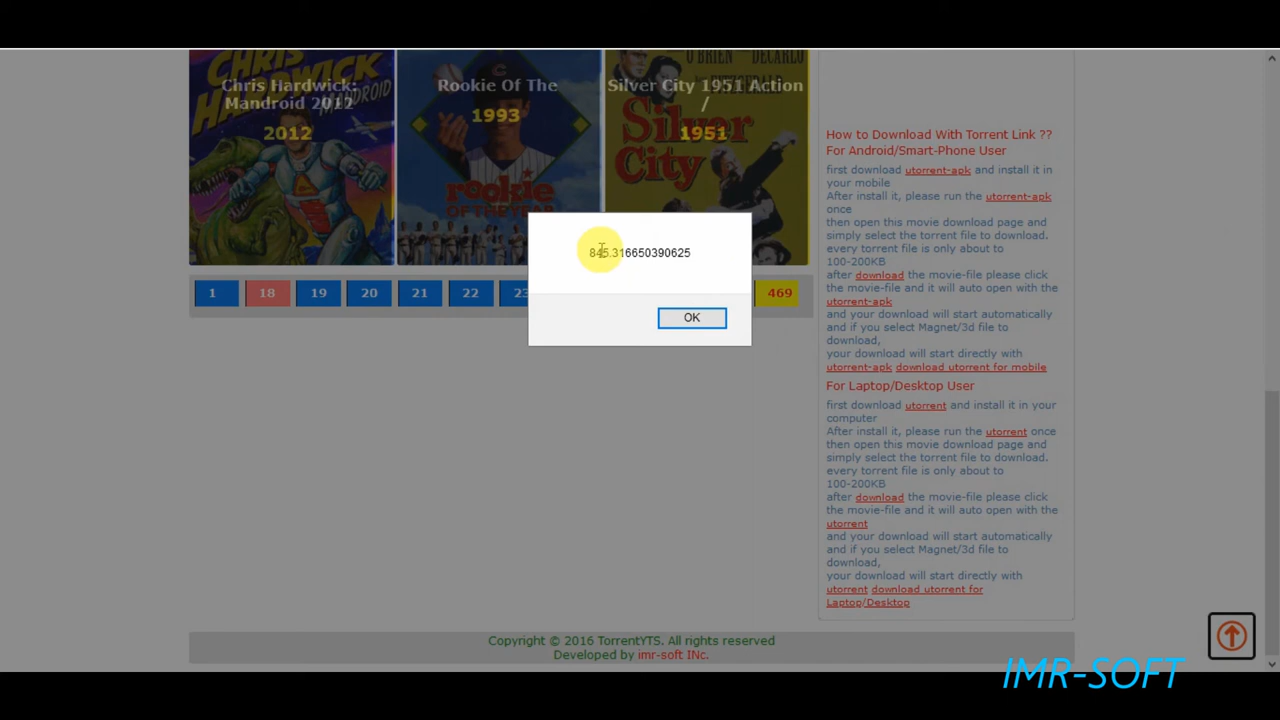 CHRIS
HARDWICK
MANDROID
Chris Hardwick:
Mandroid 2012
2012
Rookie Of The
1993
rookie
OF THE YEAR
O'BRIEN DECARLO
Silver City 1951 Action
/
1951
Silver
City
845.316650390625
OK
1
18
19
20
21
22
23
469
How to Download With Torrent Link ??
For Android/Smart-Phone User
first download utorrent-apk and install it in
your mobile
After install it, please run the utorrent-apk
once
then open this movie download page and
simply select the torrent file to download.
every torrent file is only about to
100-200KB
after download the movie-file please click
the movie-file and it will auto open with the
utorrent-apk
and your download will start automatically
and if you select Magnet/3d file to
download,
your download will start directly with
utorrent-apk download utorrent for mobile
For Laptop/Desktop User
first download utorrent and install it in your
computer
After install it, please run the utorrent once
then open this movie download page and
simply select the torrent file to download.
every torrent file is only about to
100-200KB
after download the movie-file please click
the movie-file and it will auto open with the
utorrent
and your download will start automatically
and if you select Magnet/3d file to
download,
your download will start directly with
utorrent download utorrent for
Laptop/Desktop
Copyright © 2016 TorrentYTS. All rights reserved
Developed by imr-soft INc.
IMR-SOFT